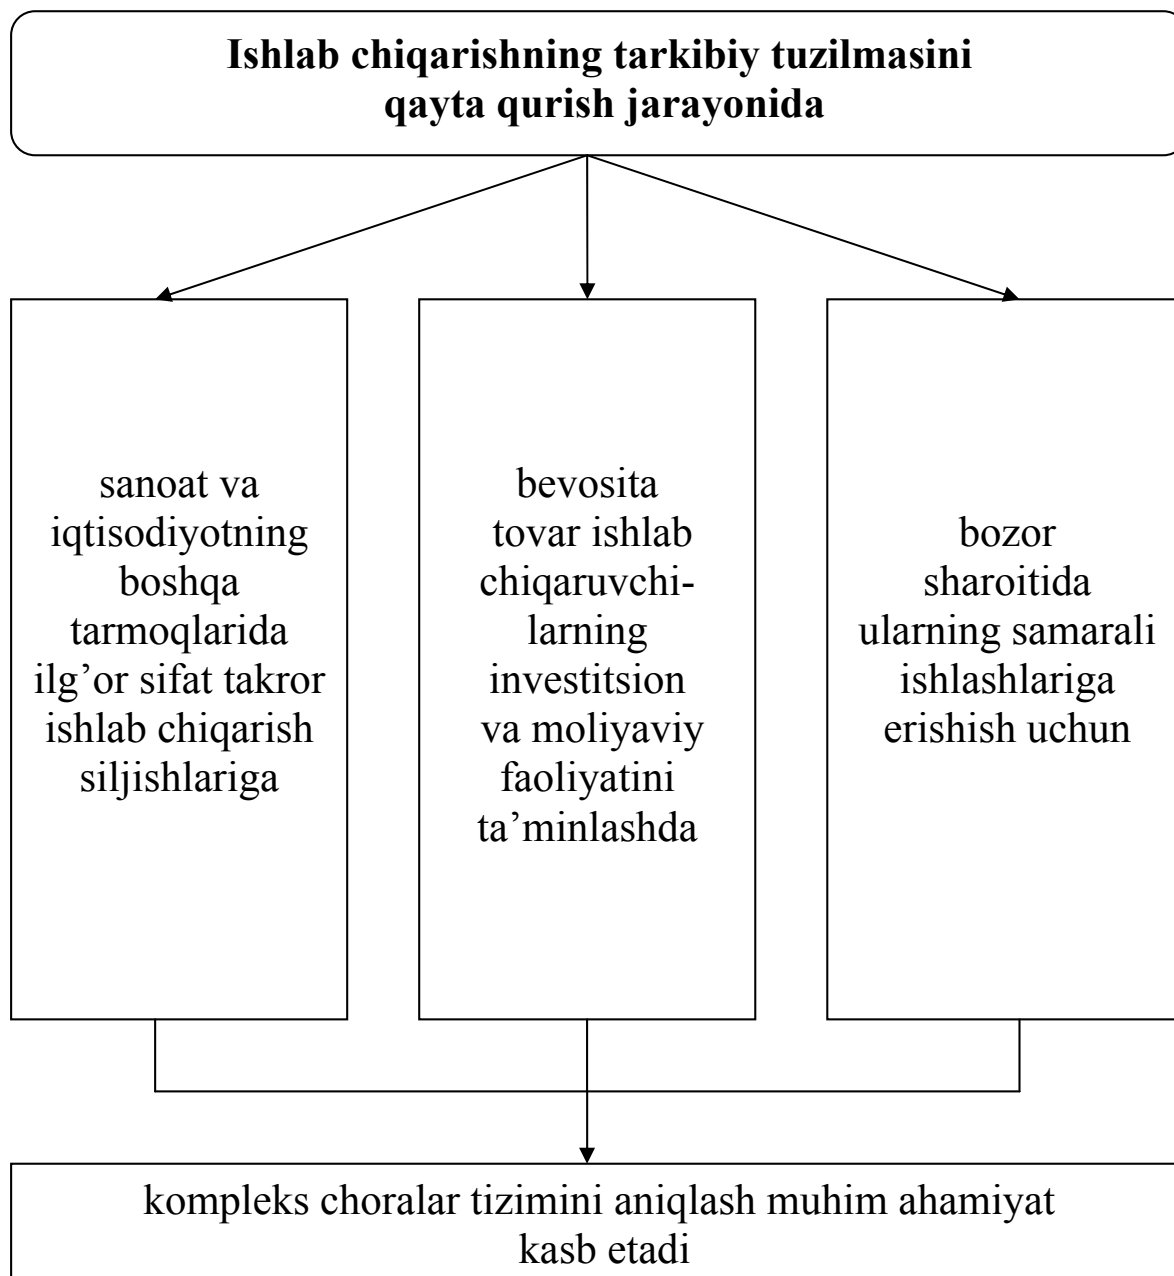 Ishlab chiqarishning tarkibiy tuzilmasini
qayta qurish jarayonida
sanoat va
iqtisodiyotning
boshqa
tarmoqlarida
ilg’or sifat takror
ishlab chiqarish
siljishlariga
bevosita
tovar ishlab
chiqaruvchi-
larning
investitsion
va moliyaviy
faoliyatini
ta’minlashda
bozor
sharoitida
ularning samarali
ishlashlariga
erishish uchun
kompleks choralar tizimini aniqlash muhim ahamiyat
kasb etadi